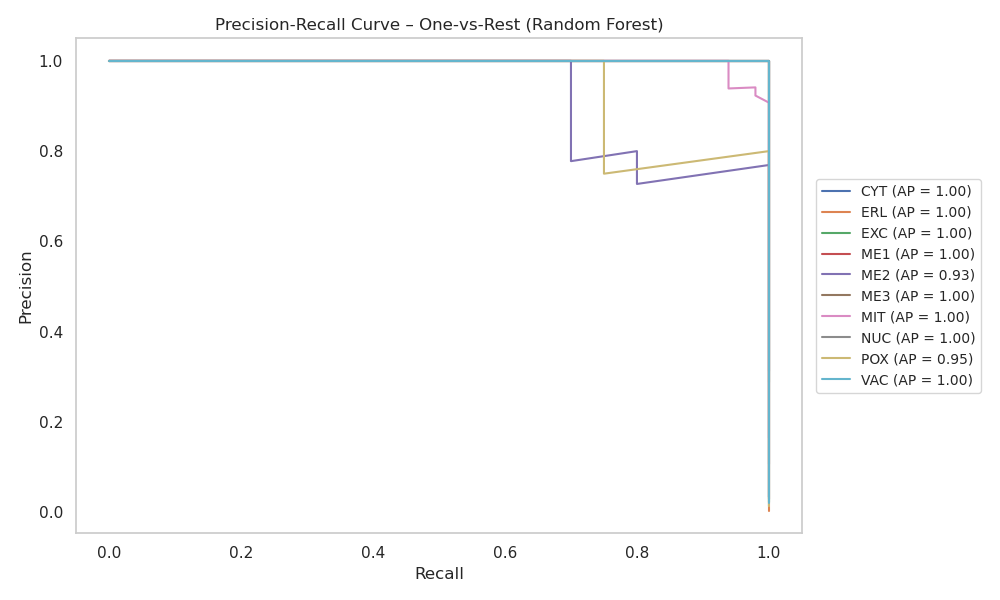 Precision-Recall Curve – One-vs-Rest (Random Forest)
1.0
0.8
0.6
0.4
0.2
0.0
Precision
0.0 0.2 0.4 0.6 0.8 1.0
Recall
CYT (AP = 1.00)
ERL (AP = 1.00)
EXC (AP = 1.00)
ME1 (AP = 1.00)
ME2 (AP = 0.93)
ME3 (AP = 1.00)
MIT (AP = 1.00)
NUC (AP = 1.00)
POX (AP = 0.95)
VAC (AP = 1.00)